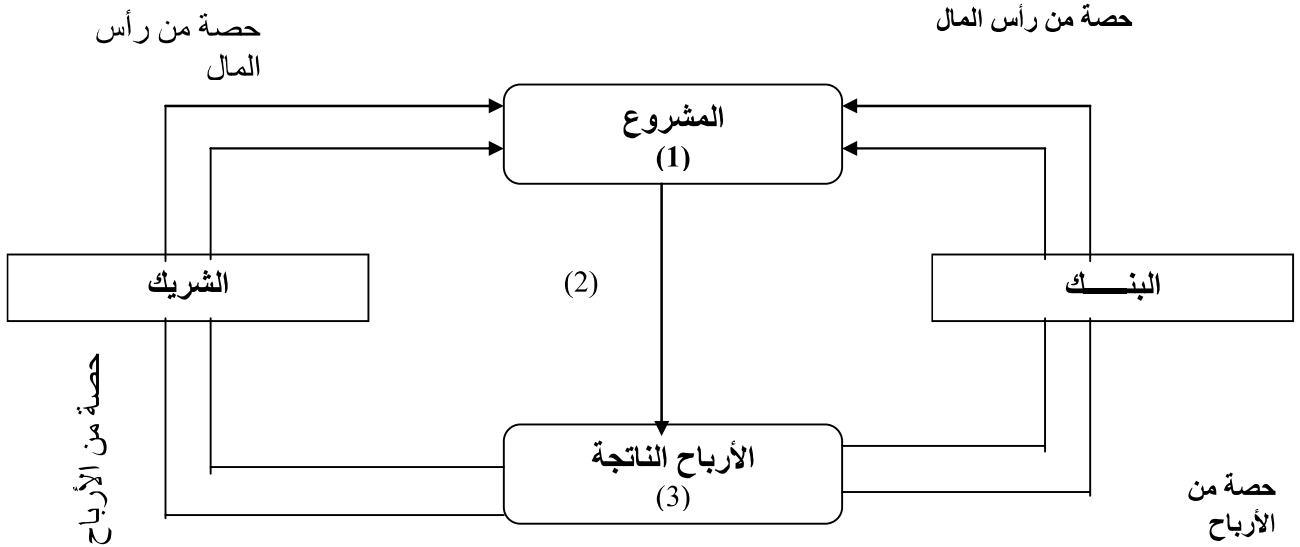 حصة من رأس المال
حصة من رأس
المال
المشروع
(1)
البنـــــك
(2)
الشريك
الأرباح الناتجة
(3)
حصة من
الأرباح
حصة من الأرباح